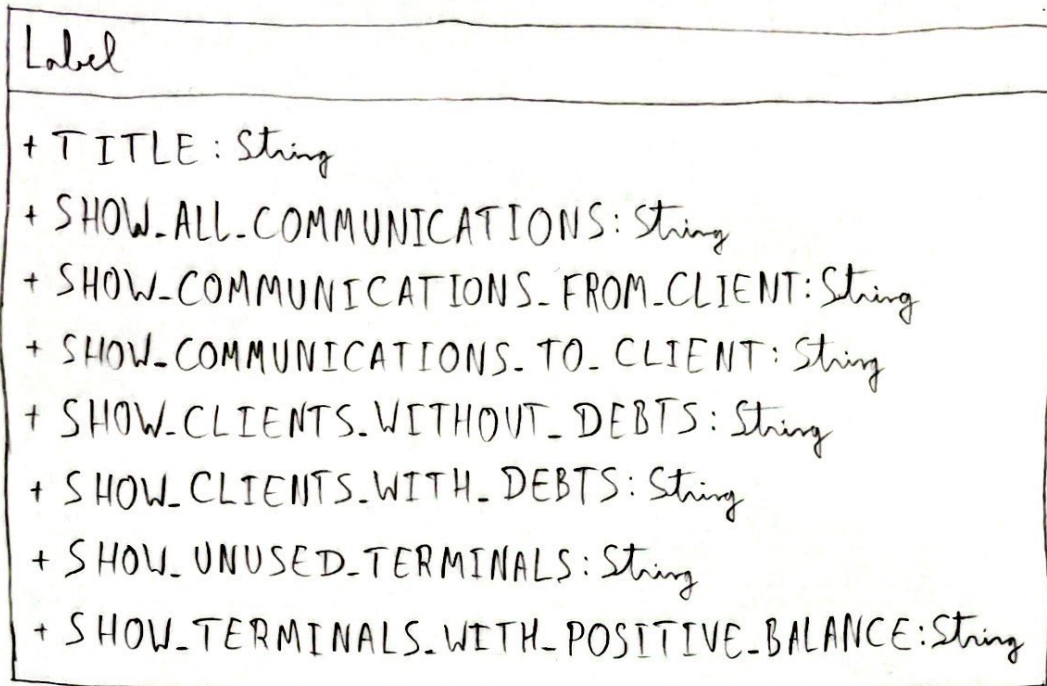 Label
+ TITLE: String
+ SHOW_ALL_COMMUNICATIONS: String
+ SHOW_COMMUNICATIONS_FROM_CLIENT: String
+ SHOW_COMMUNICATIONS_TO_CLIENT: String
+ SHOW_CLIENTS_WITHOUT_DEBTS: String
+ SHOW_CLIENTS_WITH_DEBTS: String
+ SHOW_UNUSED_TERMINALS: String
+ SHOW_TERMINALS_WITH_POSITIVE_BALANCE: String